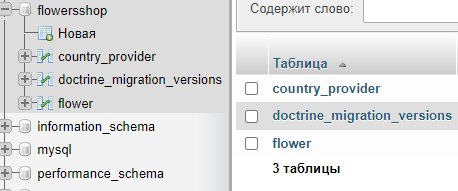 flowersshop
Новая
country_provider
doctrine_migration_versions
flower
information_schema
mysql
performance_schema
Содержит слово:
Таблица
country_provider
doctrine_migration_versions
flower
3 таблицы